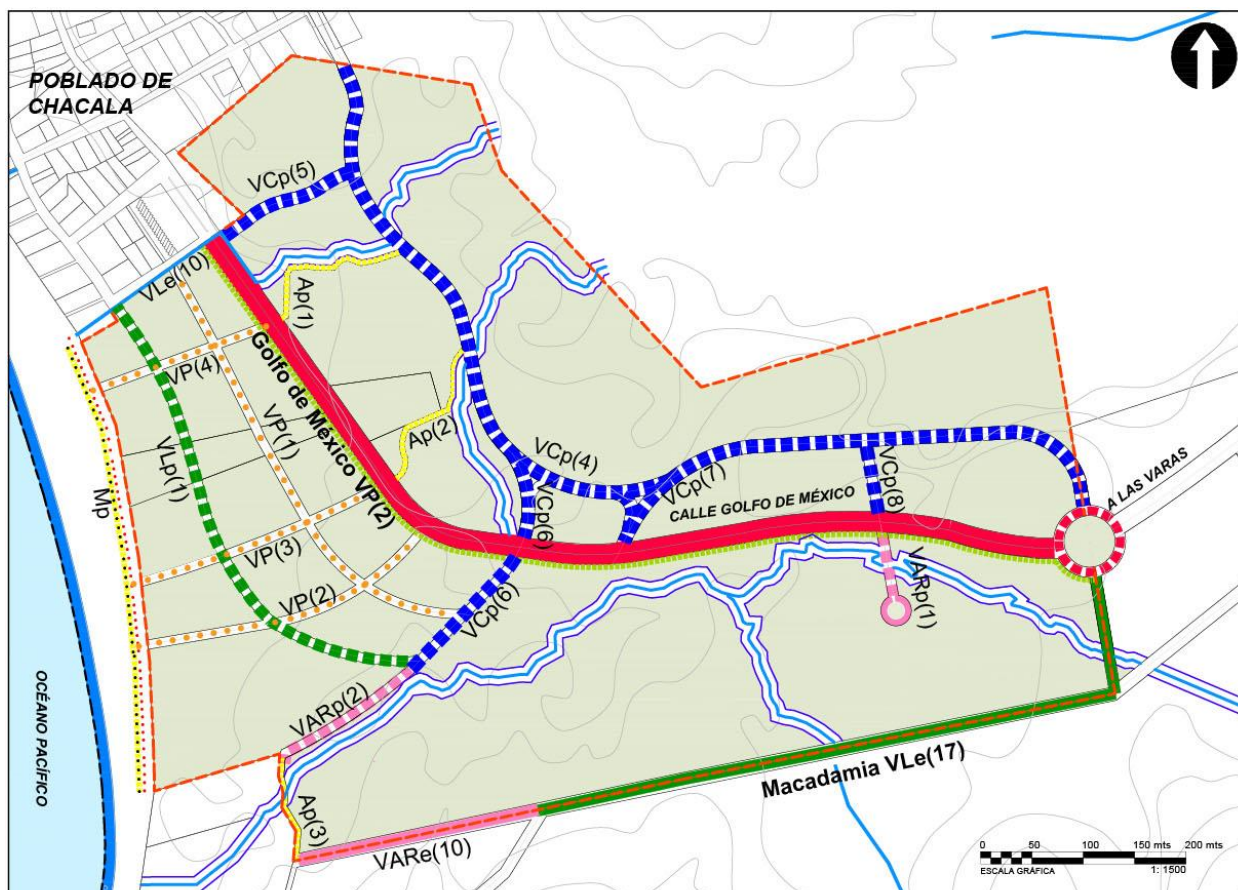 POBLADO DE
CHACALA
VCp(5)
VLe(10)
Ap(1)
VP(4)
Golfo de México VP(2)
VP(1)
VLp(1)
Ap(2)
Mp
VCp(4)
VCp(6)
VCp(7)
CALLE GOLFO DE MÉXICO
VCp(8)
A LAS VARAS
VP(3)
VP(2)
VCp(6)
VARp(1)
OCÉANO PACÍFICO
VARp(2)
Macadamia VLe(17)
Ap(3)
VARe(10)
0 50 100 150 mts 200 mts
ESCALA GRÁFICA 1: 1500